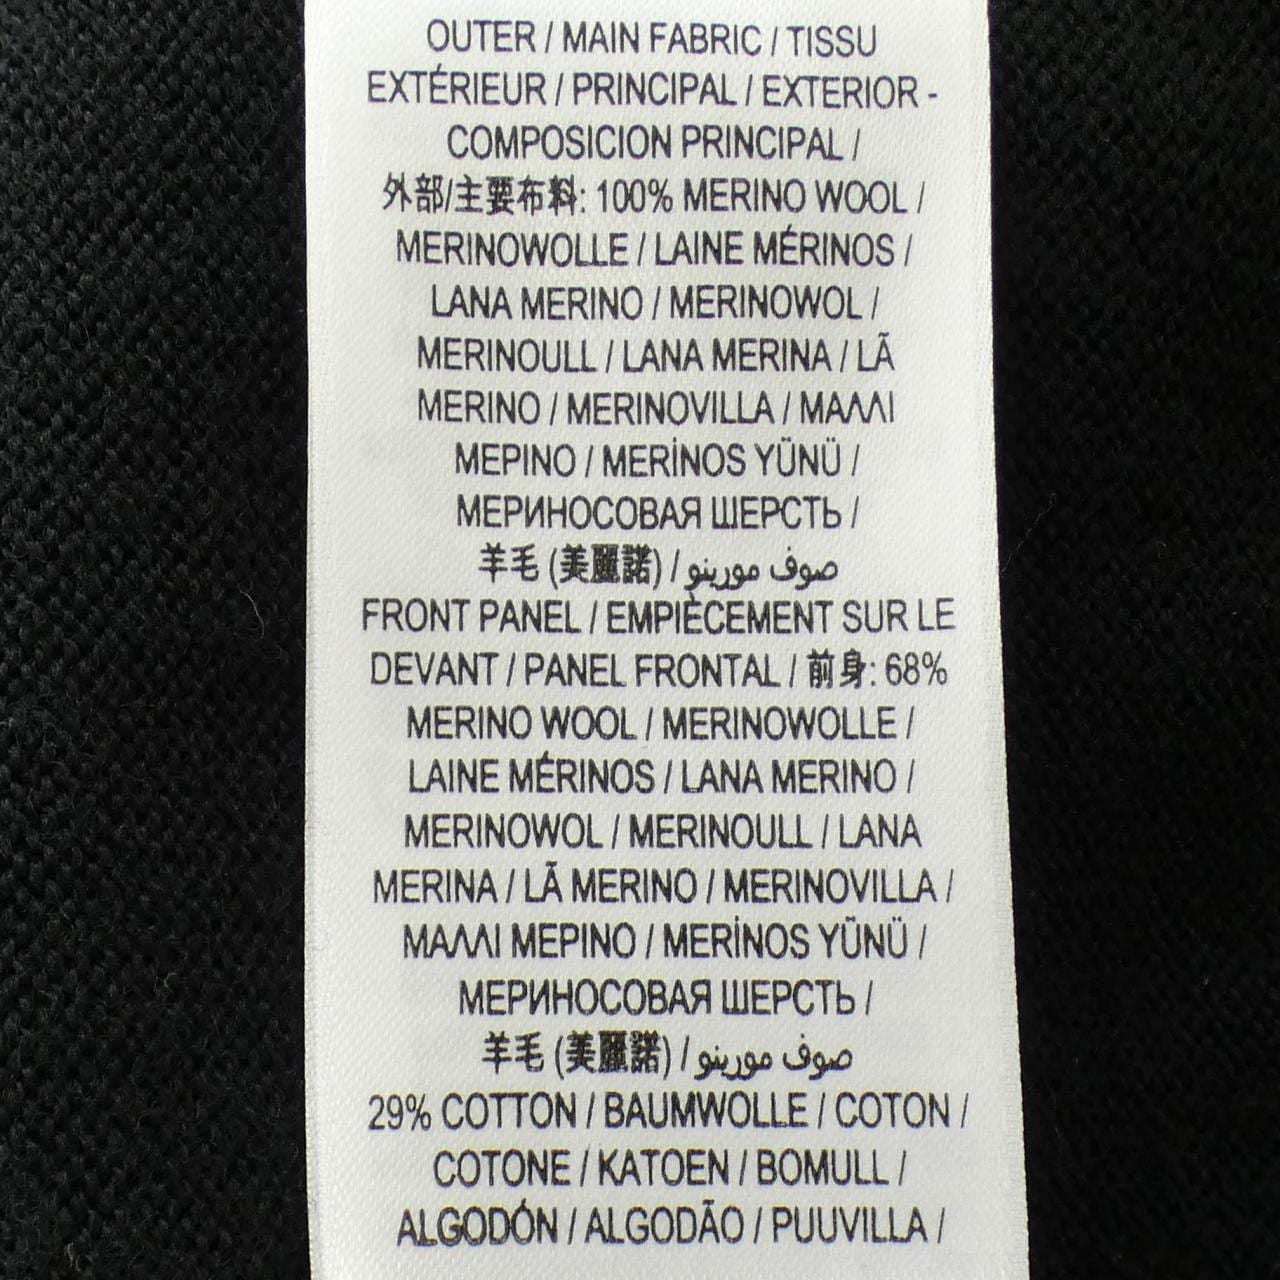 OUTER / MAIN FABRIC / TISSU
EXTÉRIEUR / PRINCIPAL / EXTERIOR -
COMPOSICION PRINCIPAL /
外部/主要布料: 100% MERINO WOOL /
MERINOWOLLE / LAINE MÉRINOS /
LANA MERINO / MERINOWOL /
MERINOULL / LANA MERINA / LÃ
MERINO / MERINOVILLA / ΜΑΛΛΙ
ΜΕΡΙΝΟ / MERİNOS YÜNÜ /
МЕРИНОСОВАЯ ШЕРСТЬ /
羊毛 (美麗諾) / صوف مورينو
FRONT PANEL / EMPIÈCEMENT SUR LE
DEVANT / PANEL FRONTAL / 前身: 68%
MERINO WOOL / MERINOWOLLE /
LAINE MÉRINOS / LANA MERINO /
MERINOWOL / MERINOULL / LANA
MERINA / LÃ MERINO / MERINOVILLA /
ΜΑΛΛΙ ΜΕΡΙΝΟ / MERİNOS YÜNÜ /
МЕРИНОСОВАЯ ШЕРСТЬ /
羊毛 (美麗諾) / صوف مورينو
29% COTTON / BAUMWOLLE / COTON /
COTONE / KATOEN / BOMULL /
ALGODÓN / ALGODÃO / PUUVILLA /